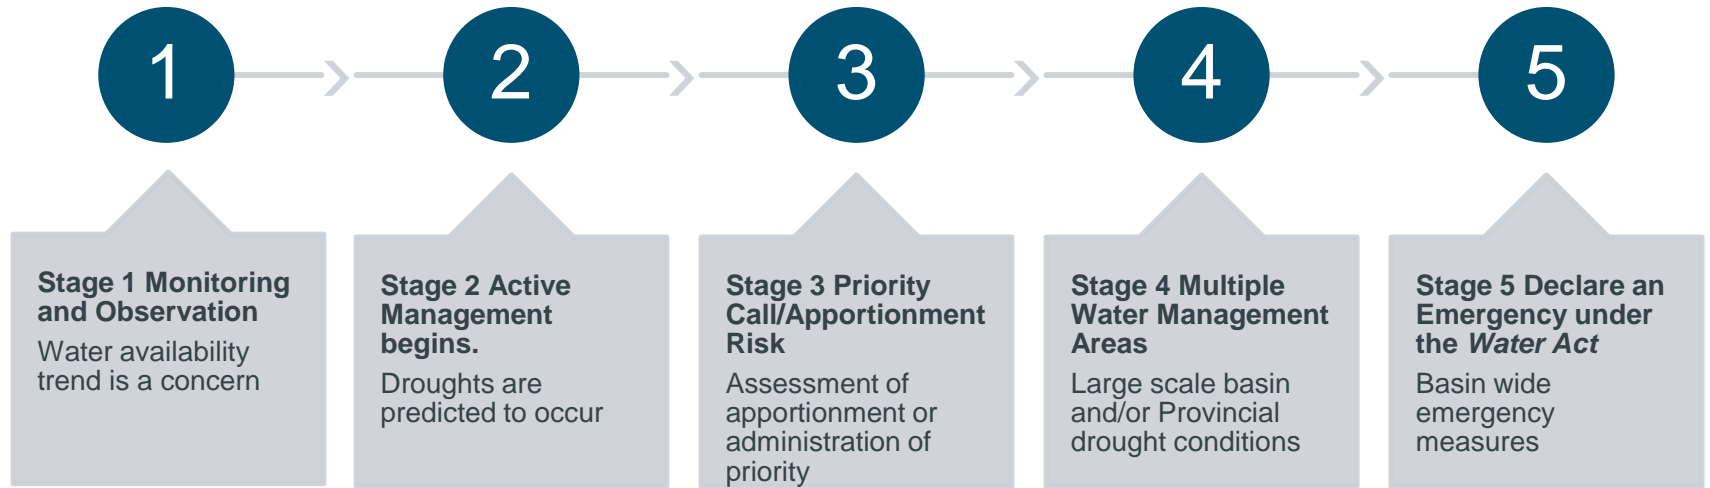 1
2
3
4
5
Stage 1 Monitoring
and Observation
Water availability
trend is a concern
Stage 2 Active
Management
begins.
Droughts are
predicted to occur
Stage 3 Priority
Call/Apportionment
Risk
Assessment of
apportionment or
administration of
priority
Stage 4 Multiple
Water Management
Areas
Large scale basin
and/or Provincial
drought conditions
Stage 5 Declare an
Emergency under
the Water Act
Basin wide
emergency
measures